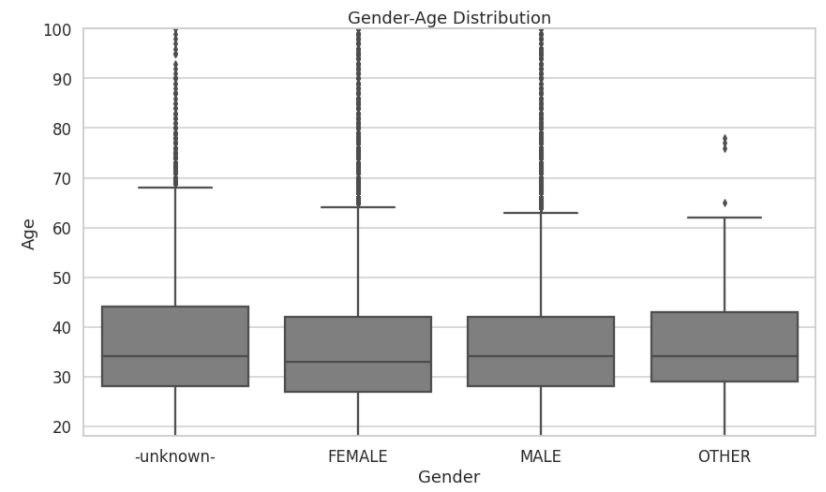 Gender-Age Distribution
100
90
80
70
60
50
40
30
20
Age
-unknown-
FEMALE
MALE
OTHER
Gender